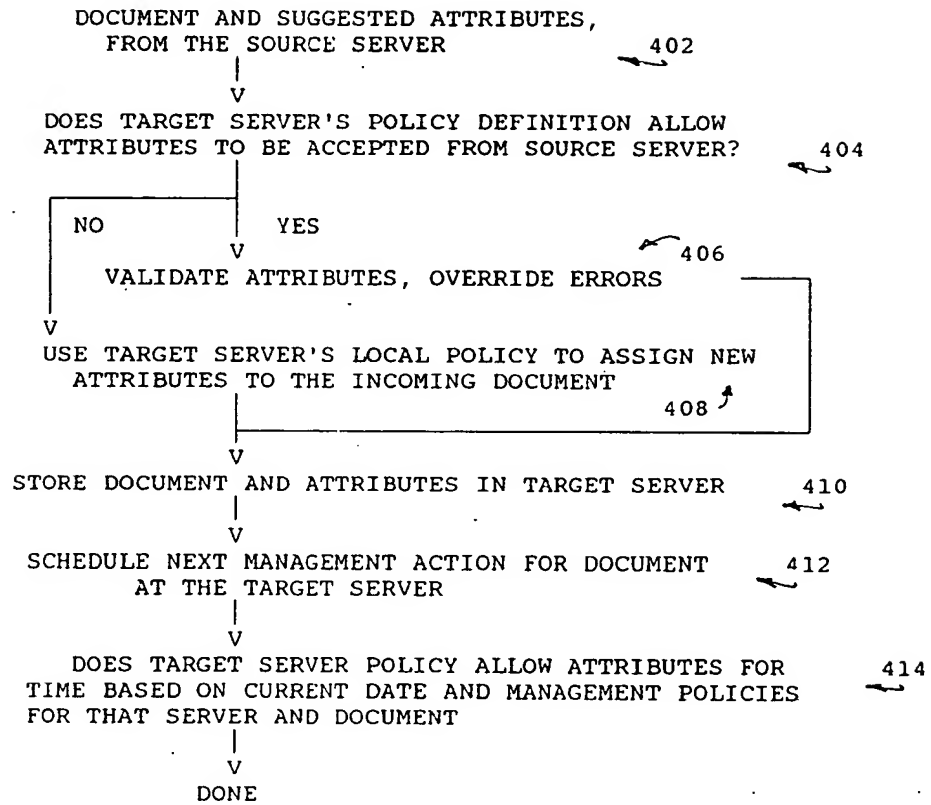 DOCUMENT AND SUGGESTED ATTRIBUTES,
FROM THE SOURCE SERVER 402
V
DOES TARGET SERVER'S POLICY DEFINITION ALLOW
ATTRIBUTES TO BE ACCEPTED FROM SOURCE SERVER? 404
NO YES
V
406
VALIDATE ATTRIBUTES, OVERRIDE ERRORS
V
USE TARGET SERVER'S LOCAL POLICY TO ASSIGN NEW
ATTRIBUTES TO THE INCOMING DOCUMENT
408
V
STORE DOCUMENT AND ATTRIBUTES IN TARGET SERVER 410
V
SCHEDULE NEXT MANAGEMENT ACTION FOR DOCUMENT 412
AT THE TARGET SERVER
V
DOES TARGET SERVER POLICY ALLOW ATTRIBUTES FOR 414
TIME BASED ON CURRENT DATE AND MANAGEMENT POLICIES
FOR THAT SERVER AND DOCUMENT
V
DONE